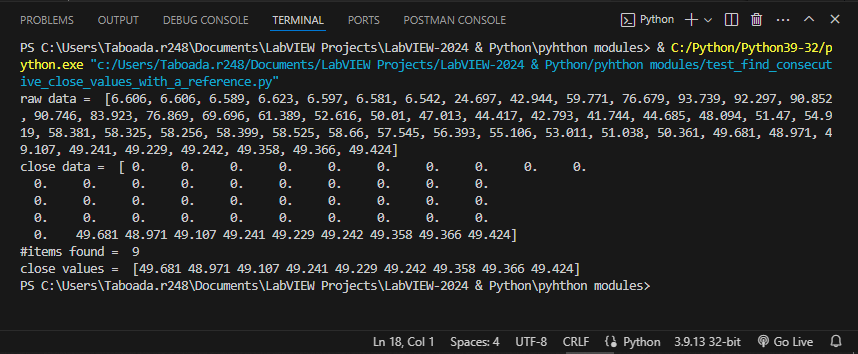 PROBLEMS OUTPUT DEBUG CONSOLE TERMINAL PORTS POSTMAN CONSOLE Python
PS C:\Users\Taboada.r248\Documents\LabVIEW Projects\LabVIEW-2024 & Python\pyhthon modules> & C:/Python/Python39-32/p
ython.exe "c:/Users/Taboada.r248/Documents/LabVIEW Projects/LabVIEW-2024 & Python/pyhthon modules/test_find_consecut
ive_close_values_with_a_reference.py"
raw data =  [6.606, 6.606, 6.589, 6.623, 6.597, 6.581, 6.542, 24.697, 42.944, 59.771, 76.679, 93.739, 92.297, 90.852
, 90.746, 83.923, 76.869, 69.696, 61.389, 52.616, 50.01, 47.013, 44.417, 42.793, 41.744, 44.685, 48.094, 51.47, 54.9
19, 58.381, 58.325, 58.256, 58.399, 58.525, 58.66, 57.545, 56.393, 55.106, 53.011, 51.038, 50.361, 49.681, 48.971, 4
9.107, 49.241, 49.229, 49.242, 49.358, 49.366, 49.424]
close data =  [ 0. 0. 0. 0. 0. 0. 0. 0. 0. 0.
0. 0. 0. 0. 0. 0. 0. 0. 0. 0.
0. 0. 0. 0. 0. 0. 0. 0. 0. 0.
0. 0. 0. 0. 0. 0. 0. 0. 0. 0.
0. 49.681 48.971 49.107 49.241 49.229 49.242 49.358 49.366 49.424]
#items found =  9
close values =  [49.681 48.971 49.107 49.241 49.229 49.242 49.358 49.366 49.424]
PS C:\Users\Taboada.r248\Documents\LabVIEW Projects\LabVIEW-2024 & Python\pyhthon modules>
Ln 18, Col 1 Spaces: 4 UTF-8 CRLF Python 3.9.13 32-bit Go Live